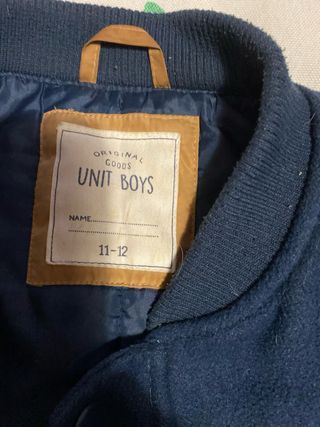 ORIGINAL
GOODS
UNIT BOYS
NAME................
........................
11-12